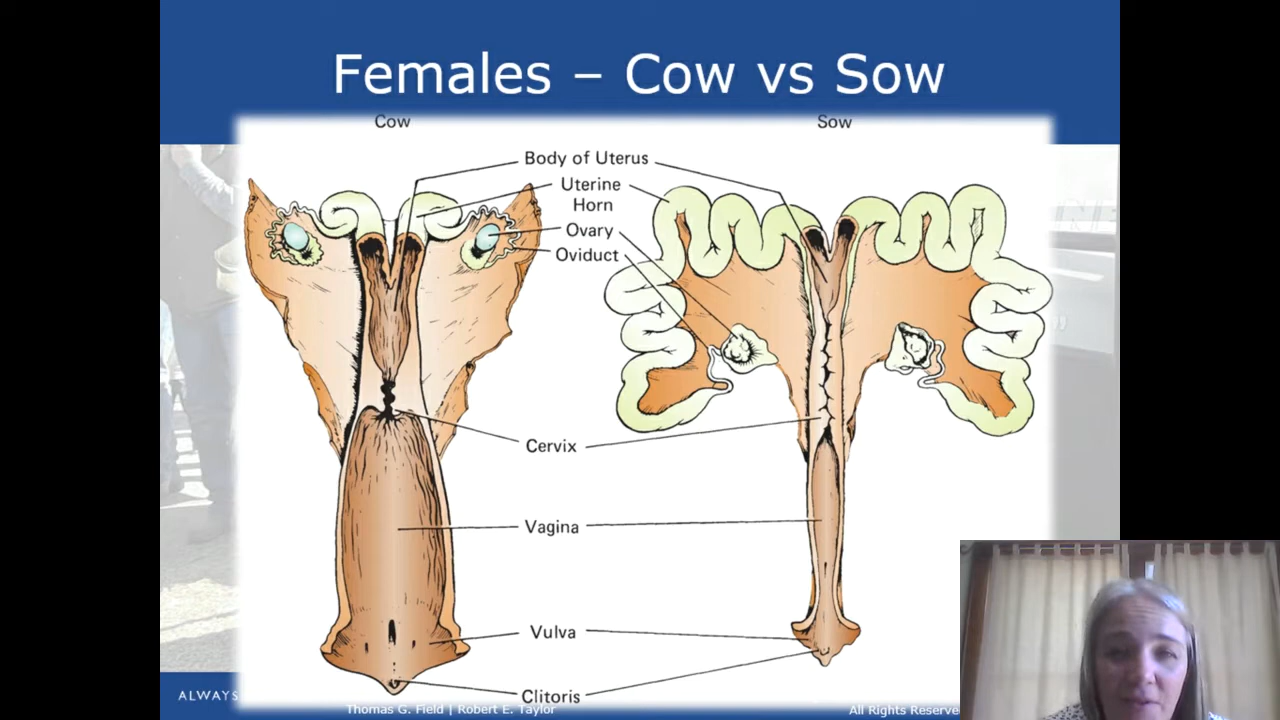 Females – Cow vs Sow
Cow
Sow
Body of Uterus
Uterine
Horn
Ovary
Oviduct
Cervix
Vagina
Vulva
Clitoris
ALWAYS
Thomas G. Field | Robert E. Taylor
All Rights Reserve